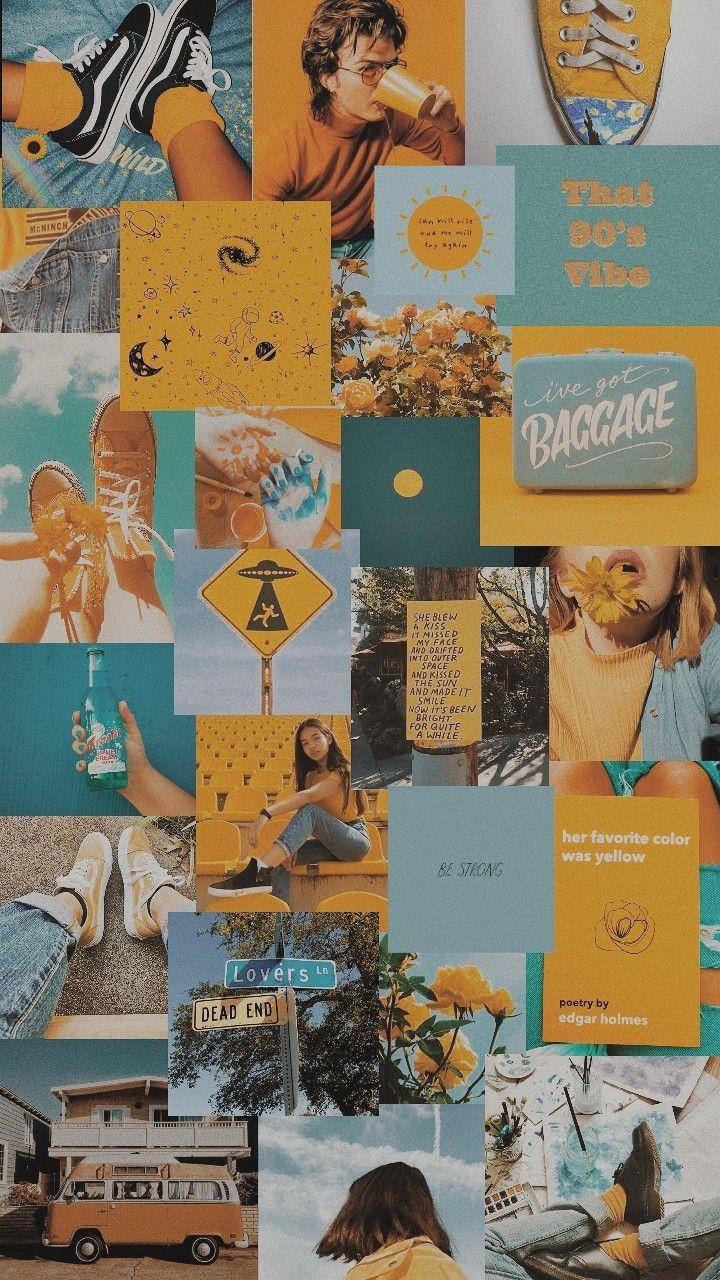 WILD
McNINCH
sun will rise
and we will
try again
That
90's
Vibe
i've got
BAGGAGE
SHE BLEW
A KISS
IT MISSED
MY FACE
AND DRIFTED
INTO OUTER
SPACE
AND KISSED
THE SUN
AND MADE IT
SMILE
NOW IT'S BEEN
BRIGHT
FOR QUITE
A WHILE.
BE STRONG
her favorite color
was yellow
poetry by
edgar holmes
Lovers Ln
DEAD END